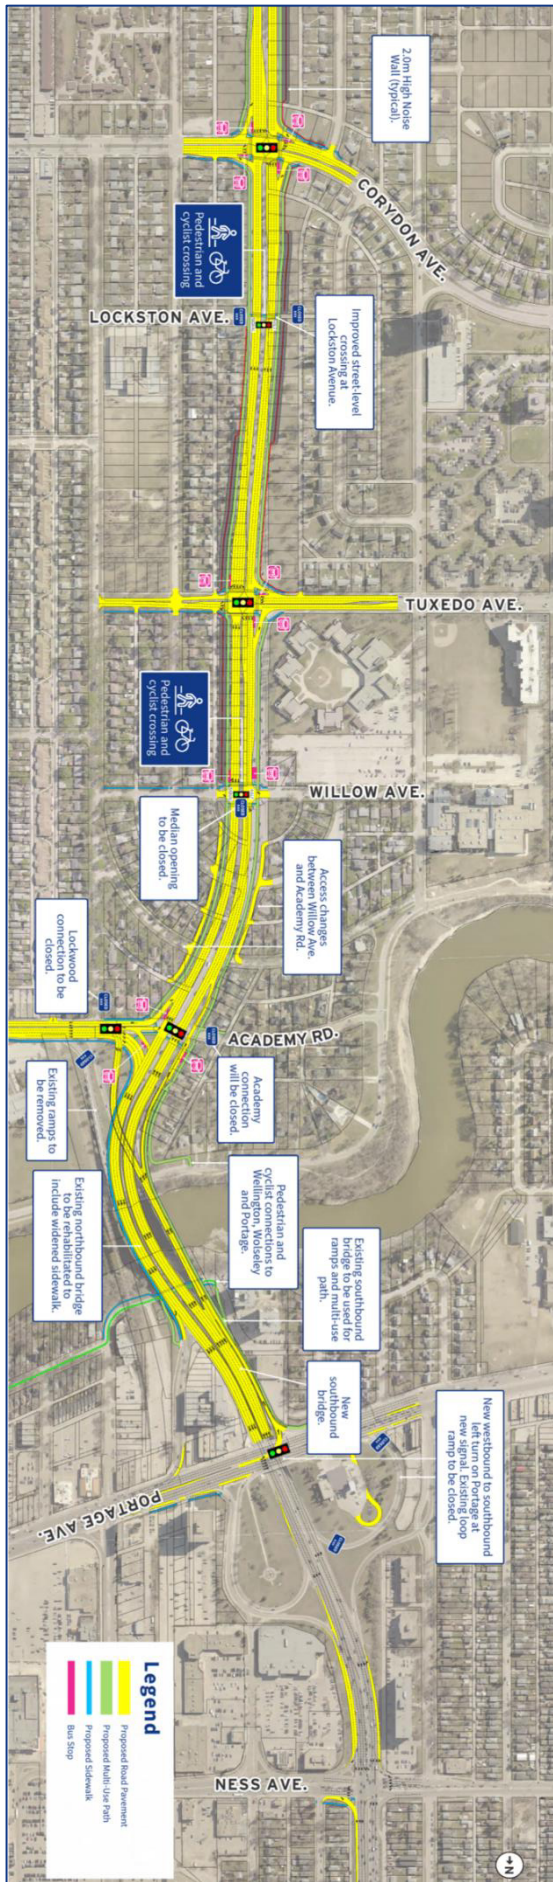 2.0m High Noise
Wall (typical).
CORYDON AVE.
Pedestrian and
cyclist crossing
LOCKSTON AVE.
Improved street-level
crossing at
Lockston Avenue.
TUXEDO AVE.
Pedestrian and
cyclist crossing
WILLOW AVE.
Median opening
to be closed.
Access changes
between Willow Ave.
and Academy Rd.
Lockwood
connection to be
closed.
ACADEMY RD.
Academy
connection
will be closed.
Existing ramps to
be removed.
Pedestrian and
cyclist connections to
Wellington, Wolseley
and Portage.
Existing northbound bridge
to be rehabilitated to
include widened sidewalk.
Existing southbound
bridge to be used for
ramps and multi-use
path.
New
southbound
bridge.
New westbound to southbound
left turn on Portage at
new signal. Existing loop
ramp to be closed.
PORTAGE AVE.
Legend
Proposed Road Pavement
Proposed Multi-Use Path
Proposed Sidewalk
Bus Stop
NESS AVE.
N